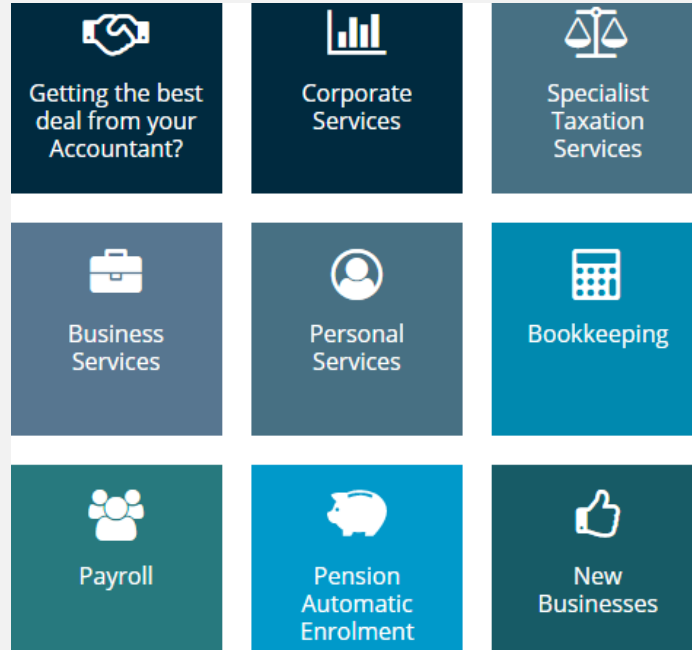 Getting the best
deal from your
Accountant?
Corporate
Services
Specialist
Taxation
Services
Business
Services
Personal
Services
Bookkeeping
Payroll
Pension
Automatic
Enrolment
New
Businesses